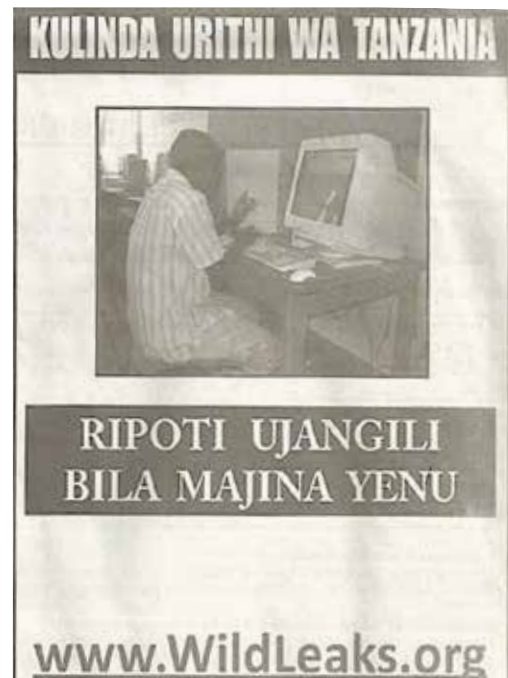 KULINDA URITHI WA TANZANIA
RIPOTI UJANGILI
BILA MAJINA YENU
www.WildLeaks.org